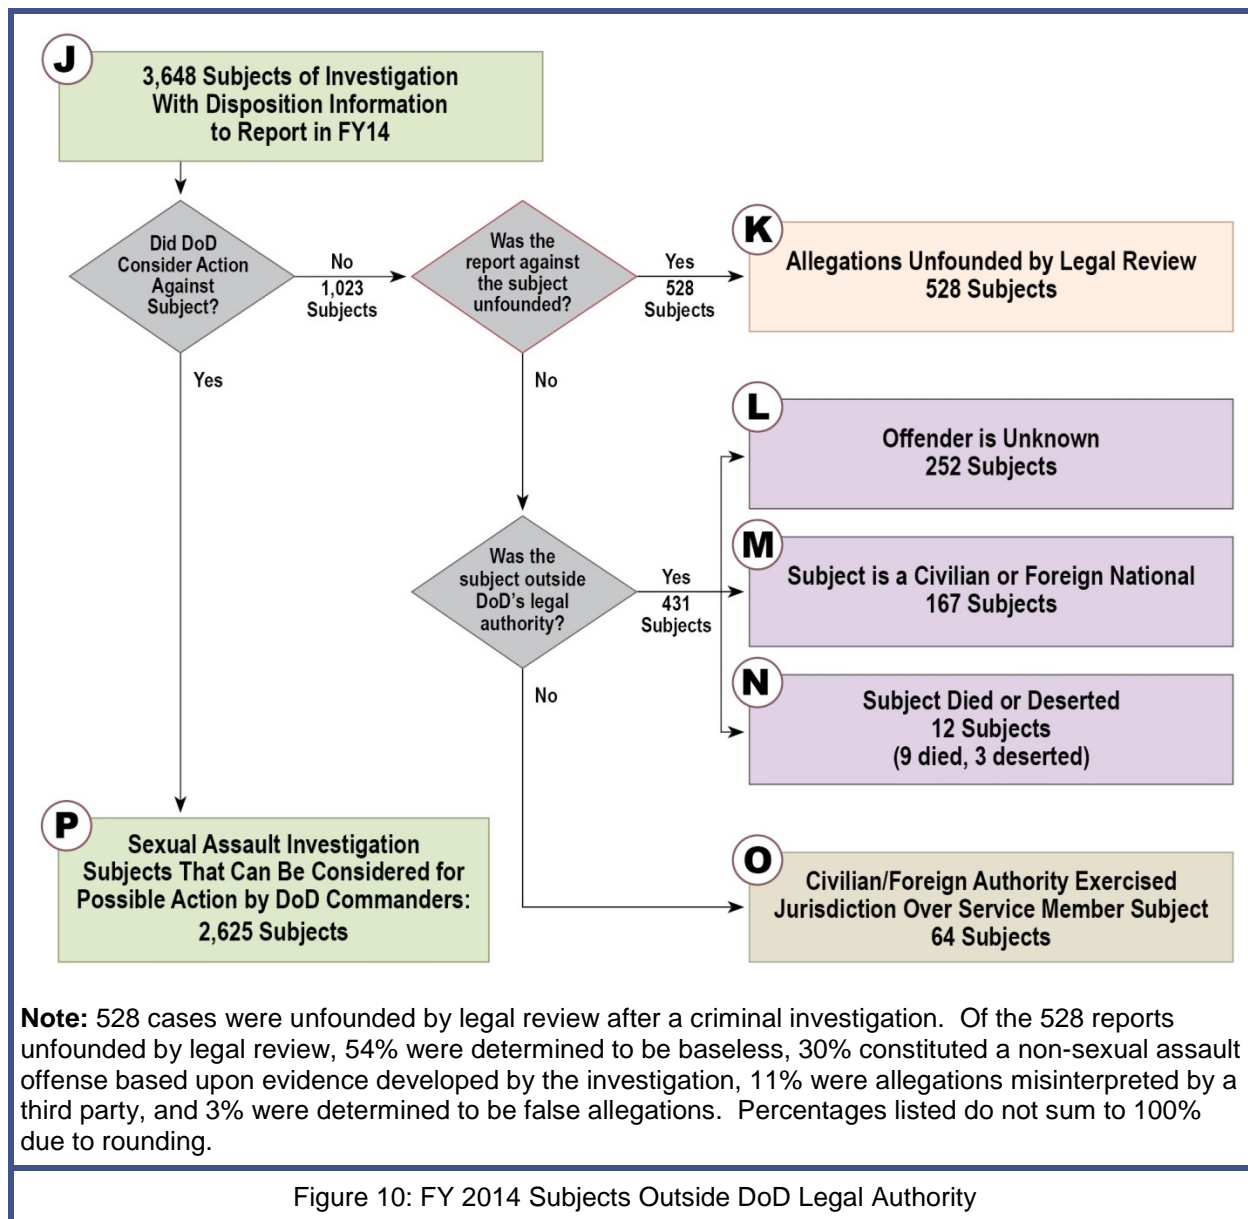 J
3,648 Subjects of Investigation
With Disposition Information
to Report in FY14
Did DoD
Consider Action
Against
Subject?
No
1,023
Subjects
Was the
report against
the subject
unfounded?
Yes
528
Subjects
K
Allegations Unfounded by Legal Review
528 Subjects
Yes
No
L
Offender is Unknown
252 Subjects
Was the
subject outside
DoD's legal
authority?
Yes
431
Subjects
M
Subject is a Civilian or Foreign National
167 Subjects
N
Subject Died or Deserted
12 Subjects
(9 died, 3 deserted)
No
P
Sexual Assault Investigation
Subjects That Can Be Considered for
Possible Action by DoD Commanders:
2,625 Subjects
O
Civilian/Foreign Authority Exercised
Jurisdiction Over Service Member Subject
64 Subjects
Note: 528 cases were unfounded by legal review after a criminal investigation.  Of the 528 reports
unfounded by legal review, 54% were determined to be baseless, 30% constituted a non-sexual assault
offense based upon evidence developed by the investigation, 11% were allegations misinterpreted by a
third party, and 3% were determined to be false allegations.  Percentages listed do not sum to 100%
due to rounding.
Figure 10: FY 2014 Subjects Outside DoD Legal Authority